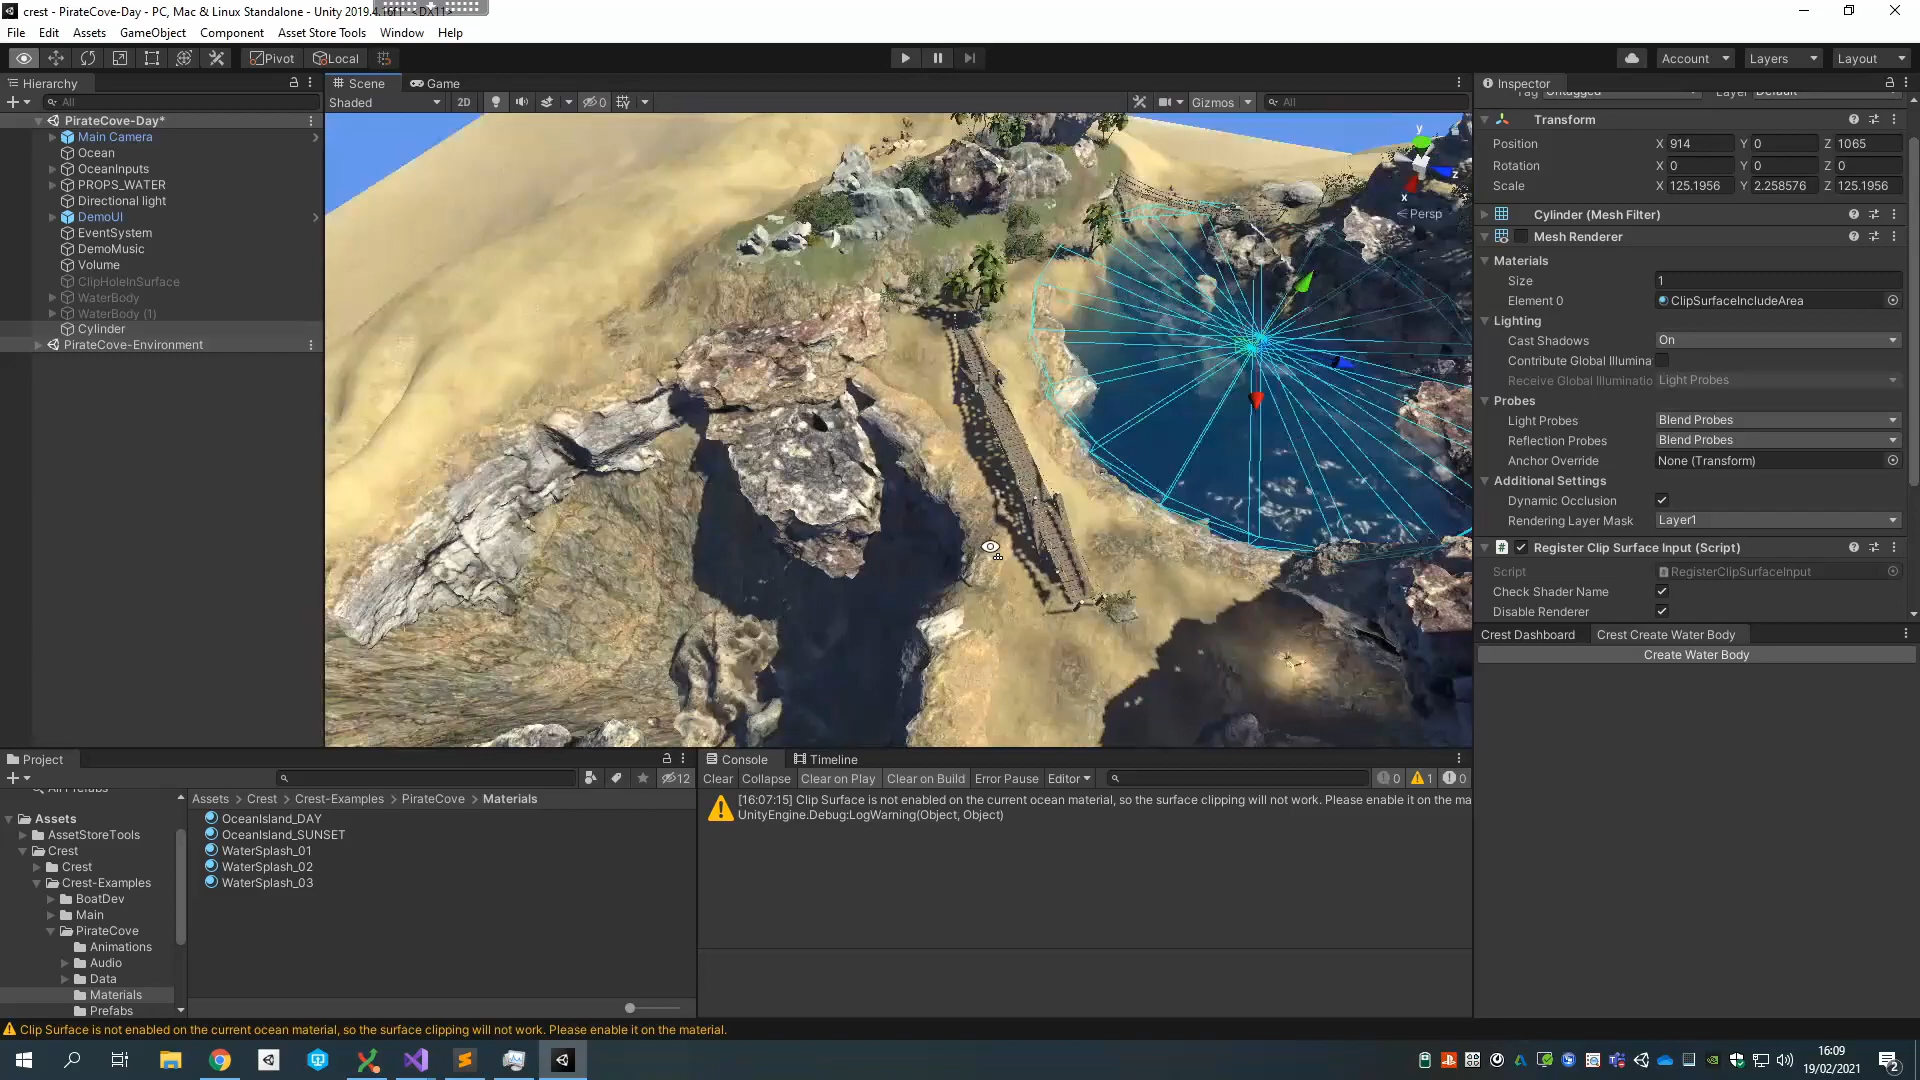 crest - PirateCove-Day - PC, Mac & Linux Standalone - Unity 2019.4.16f1* <DX11>
File Edit Assets GameObject Component Asset Store Tools Window Help
Pivot Local Account Layers Layout
Hierarchy
All
PirateCove-Day*
Main Camera
Ocean
OceanInputs
PROPS_WATER
Directional light
DemoUI
EventSystem
DemoMusic
Volume
ClipHoleInSurface
WaterBody
WaterBody (1)
Cylinder
PirateCove-Environment
Scene Game
Shaded 2D 0 Gizmos All
y
z
x
Persp
Inspector
Tag Untagged Layer Default
Transform
Position X 914 Y 0 Z 1065
Rotation X 0 Y 0 Z 0
Scale X 125.1956 Y 2.258576 Z 125.1956
Cylinder (Mesh Filter)
Mesh Renderer
Materials
Size 1
Element 0 ClipSurfaceIncludeArea
Lighting
Cast Shadows On
Contribute Global Illumina
Receive Global Illuminatio Light Probes
Probes
Light Probes Blend Probes
Reflection Probes Blend Probes
Anchor Override None (Transform)
Additional Settings
Dynamic Occlusion
Rendering Layer Mask Layer1
Register Clip Surface Input (Script)
Script RegisterClipSurfaceInput
Check Shader Name
Disable Renderer
Crest Dashboard Crest Create Water Body
Create Water Body
Project
12
All Prefabs
Assets
AssetStoreTools
Crest
Crest
Crest-Examples
BoatDev
Main
PirateCove
Animations
Audio
Data
Materials
Prefabs
Assets > Crest > Crest-Examples > PirateCove > Materials
OceanIsland_DAY
OceanIsland_SUNSET
WaterSplash_01
WaterSplash_02
WaterSplash_03
Console Timeline
Clear Collapse Clear on Play Clear on Build Error Pause Editor 0 1 0
[16:07:15] Clip Surface is not enabled on the current ocean material, so the surface clipping will not work. Please enable it on the ma
UnityEngine.Debug:LogWarning(Object, Object)
Clip Surface is not enabled on the current ocean material, so the surface clipping will not work. Please enable it on the material.
16:09
19/02/2021
2